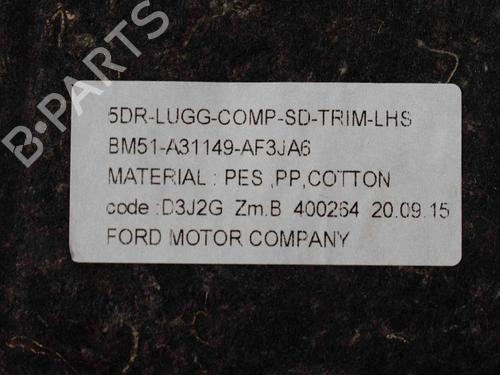 B-PARTS
5DR-LUGG-COMP-SD-TRIM-LHS
BM51-A31149-AF3JA6
MATERIAL : PES ,PP,COTTON
code :D3J2G Zm.B 400264 20.09.15
FORD MOTOR COMPANY